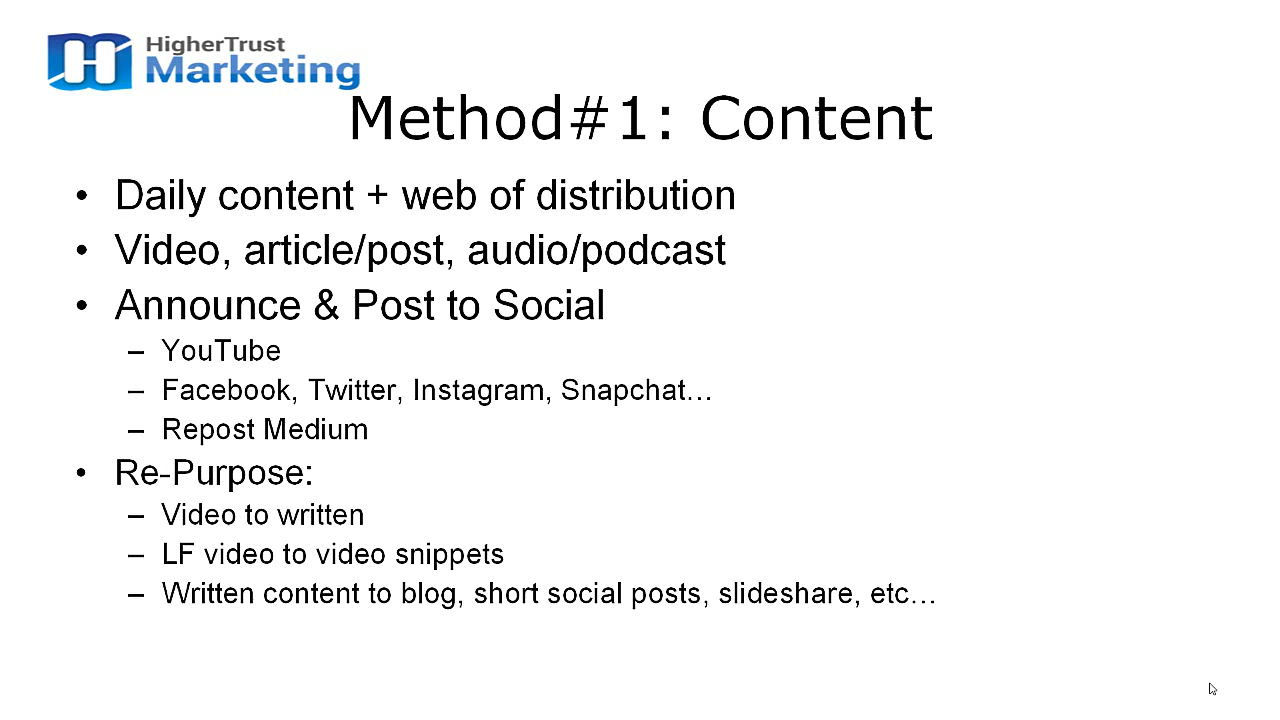 HigherTrust
Marketing
Method#1: Content
• Daily content + web of distribution
• Video, article/post, audio/podcast
• Announce & Post to Social
– YouTube
– Facebook, Twitter, Instagram, Snapchat…
– Repost Medium
• Re-Purpose:
– Video to written
– LF video to video snippets
– Written content to blog, short social posts, slideshare, etc…